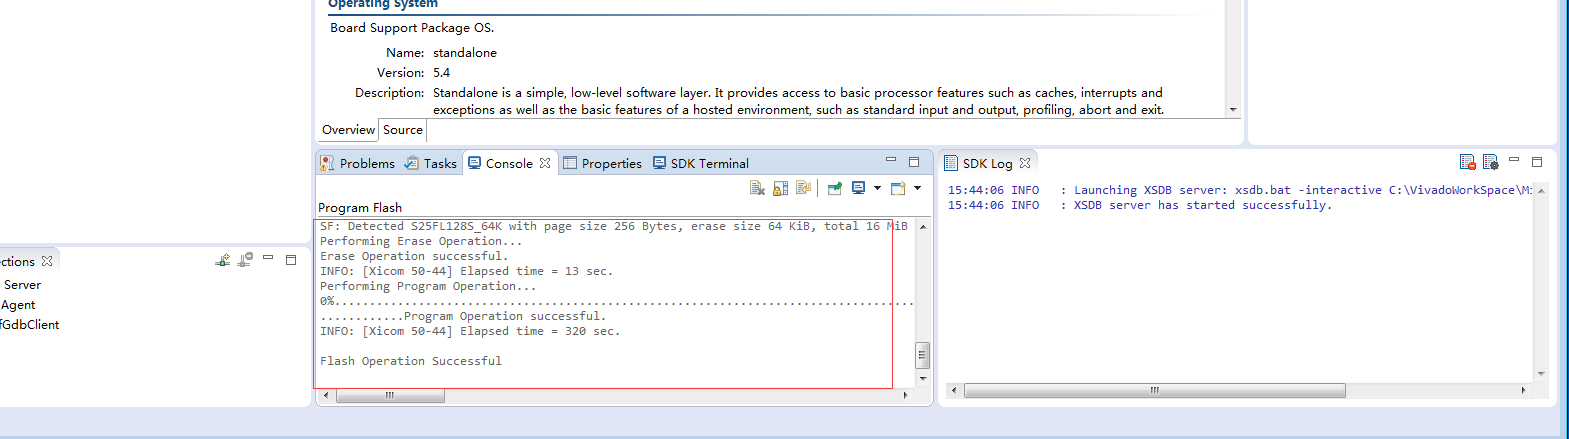 Operating System
Board Support Package OS.
Name: standalone
Version: 5.4
Description: Standalone is a simple, low-level software layer. It provides access to basic processor features such as caches, interrupts and
exceptions as well as the basic features of a hosted environment, such as standard input and output, profiling, abort and exit.
Overview Source
Problems Tasks Console Properties SDK Terminal
Program Flash
SF: Detected S25FL128S_64K with page size 256 Bytes, erase size 64 KiB, total 16 MiB
Performing Erase Operation...
Erase Operation successful.
INFO: [Xicom 50-44] Elapsed time = 13 sec.
Performing Program Operation...
0%....................................................................................
............Program Operation successful.
INFO: [Xicom 50-44] Elapsed time = 320 sec.
Flash Operation Successful
SDK Log
15:44:06 INFO : Launching XSDB server: xsdb.bat -interactive C:\VivadoWorkSpace\Mi
15:44:06 INFO : XSDB server has started successfully.
ections
Server
Agent
fGdbClient